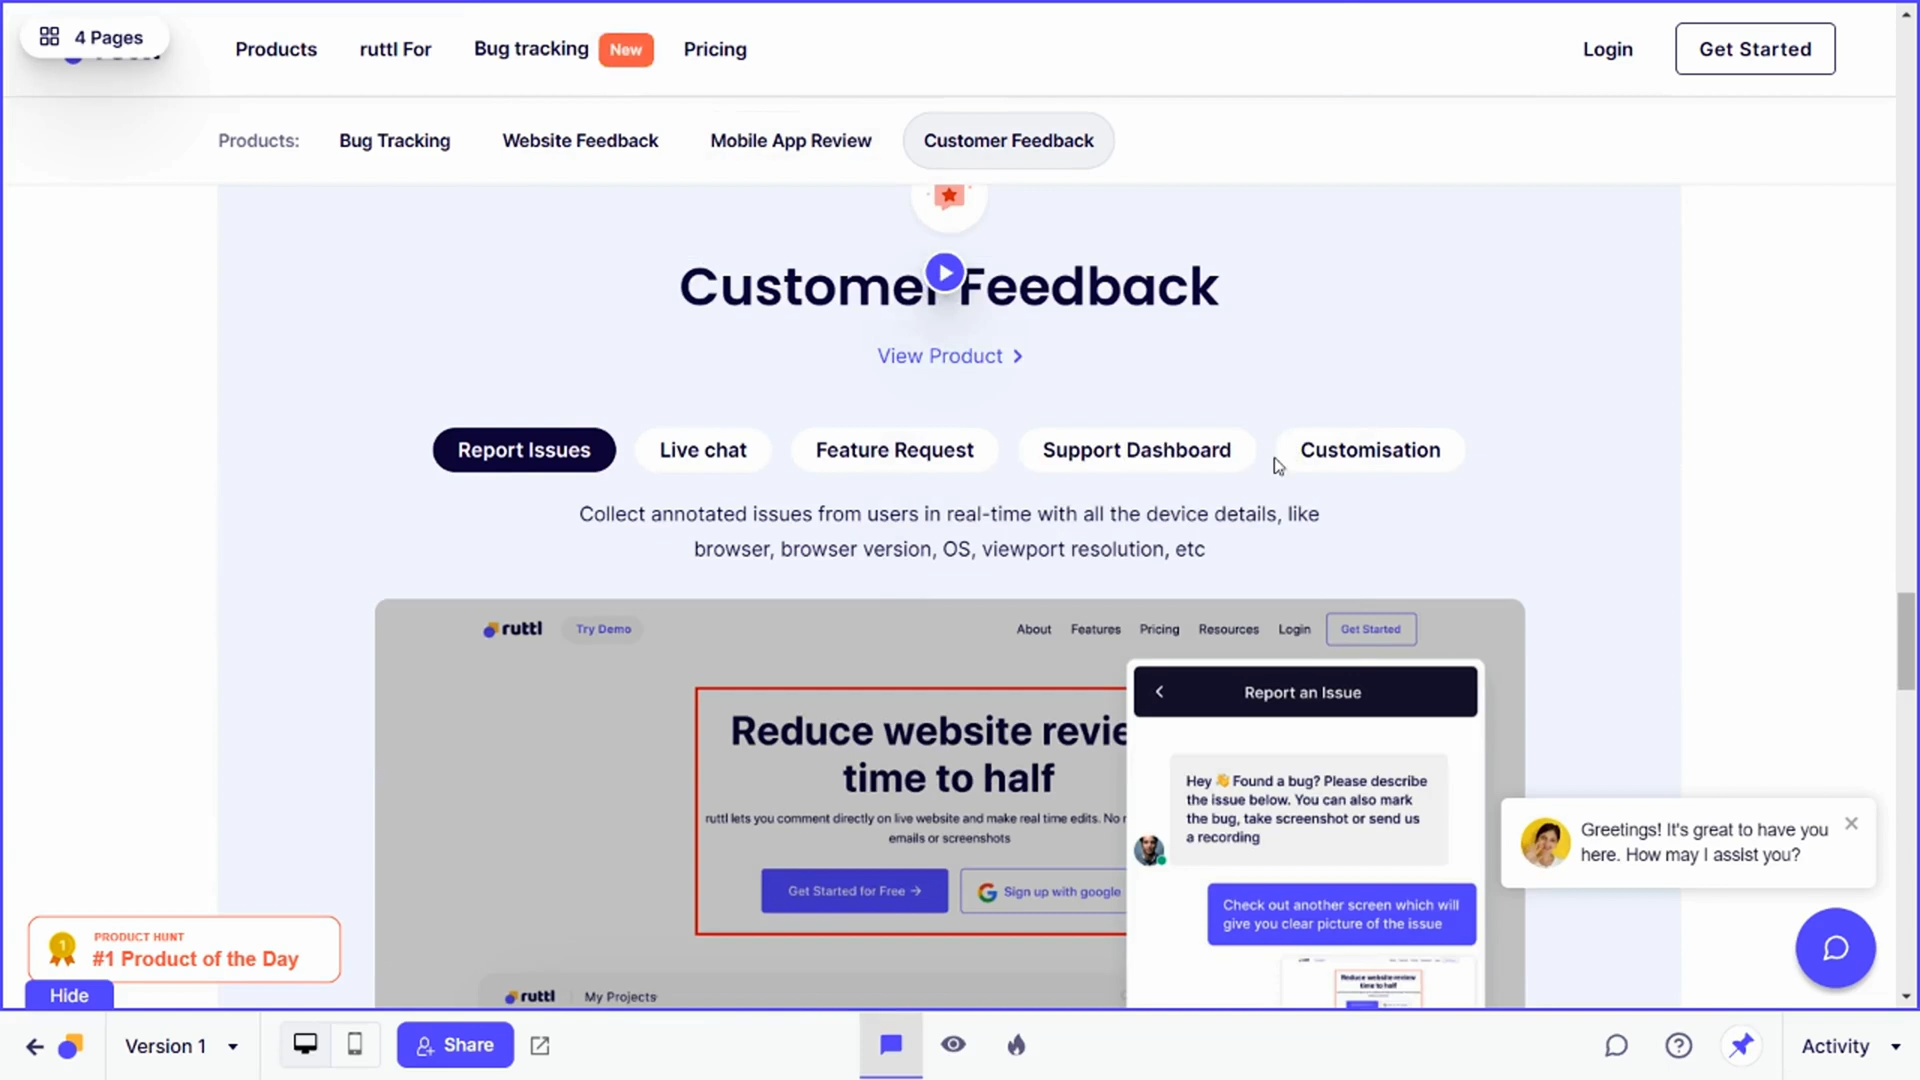 4 Pages
Products
ruttl For
Bug tracking
New
Pricing
Login
Get Started
Products:
Bug Tracking
Website Feedback
Mobile App Review
Customer Feedback
Customer Feedback
View Product
Report Issues
Live chat
Feature Request
Support Dashboard
Customisation
Collect annotated issues from users in real-time with all the device details, like
browser, browser version, OS, viewport resolution, etc
ruttl
Try Demo
About
Features
Pricing
Resources
Login
Get Started
Report an Issue
Reduce website revie
time to half
ruttl lets you comment directly on live website and make real time edits. No
emails or screenshots
Get Started for Free →
Sign up with google
Hey 👋 Found a bug? Please describe
the issue below. You can also mark
the bug, take screenshot or send us
a recording
Check out another screen which will
give you clear picture of the issue
Reduce website review
time to half
Greetings! It's great to have you
here. How may I assist you?
1
PRODUCT HUNT
#1 Product of the Day
Hide
ruttl
My Projects
Version 1
Share
Activity